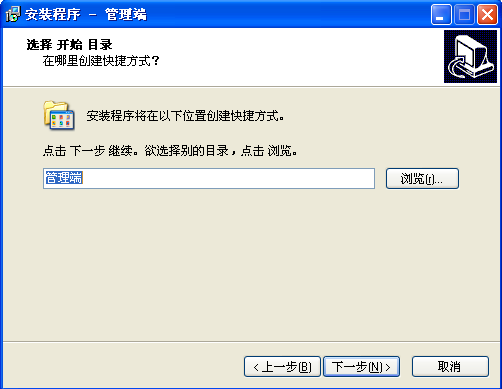 安装程序 - 管理端
选择 开始 目录
在哪里创建快捷方式？
安装程序将在以下位置创建快捷方式。
点击 下一步 继续。欲选择别的目录，点击 浏览。
管理端
浏览(r)...
<上一步(B)
下一步(N)>
取消